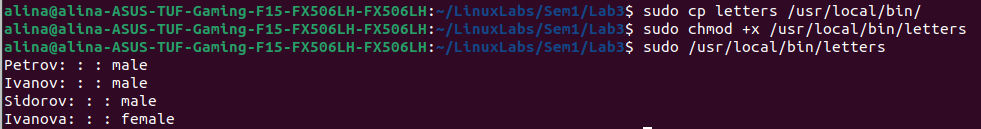 alina@alina-ASUS-TUF-Gaming-F15-FX506LH-FX506LH:~/LinuxLabs/Sem1/Lab3$ sudo cp letters /usr/local/bin/
alina@alina-ASUS-TUF-Gaming-F15-FX506LH-FX506LH:~/LinuxLabs/Sem1/Lab3$ sudo chmod +x /usr/local/bin/letters
alina@alina-ASUS-TUF-Gaming-F15-FX506LH-FX506LH:~/LinuxLabs/Sem1/Lab3$ sudo /usr/local/bin/letters
Petrov: : : male
Ivanov: : : male
Sidorov: : : male
Ivanova: : : female